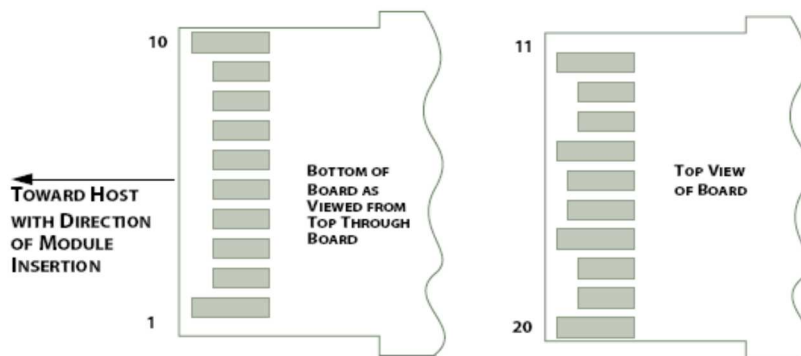 10
1
TOWARD HOST
WITH DIRECTION
OF MODULE
INSERTION
BOTTOM OF
BOARD AS
VIEWED FROM
TOP THROUGH
BOARD
11
20
TOP VIEW
OF BOARD